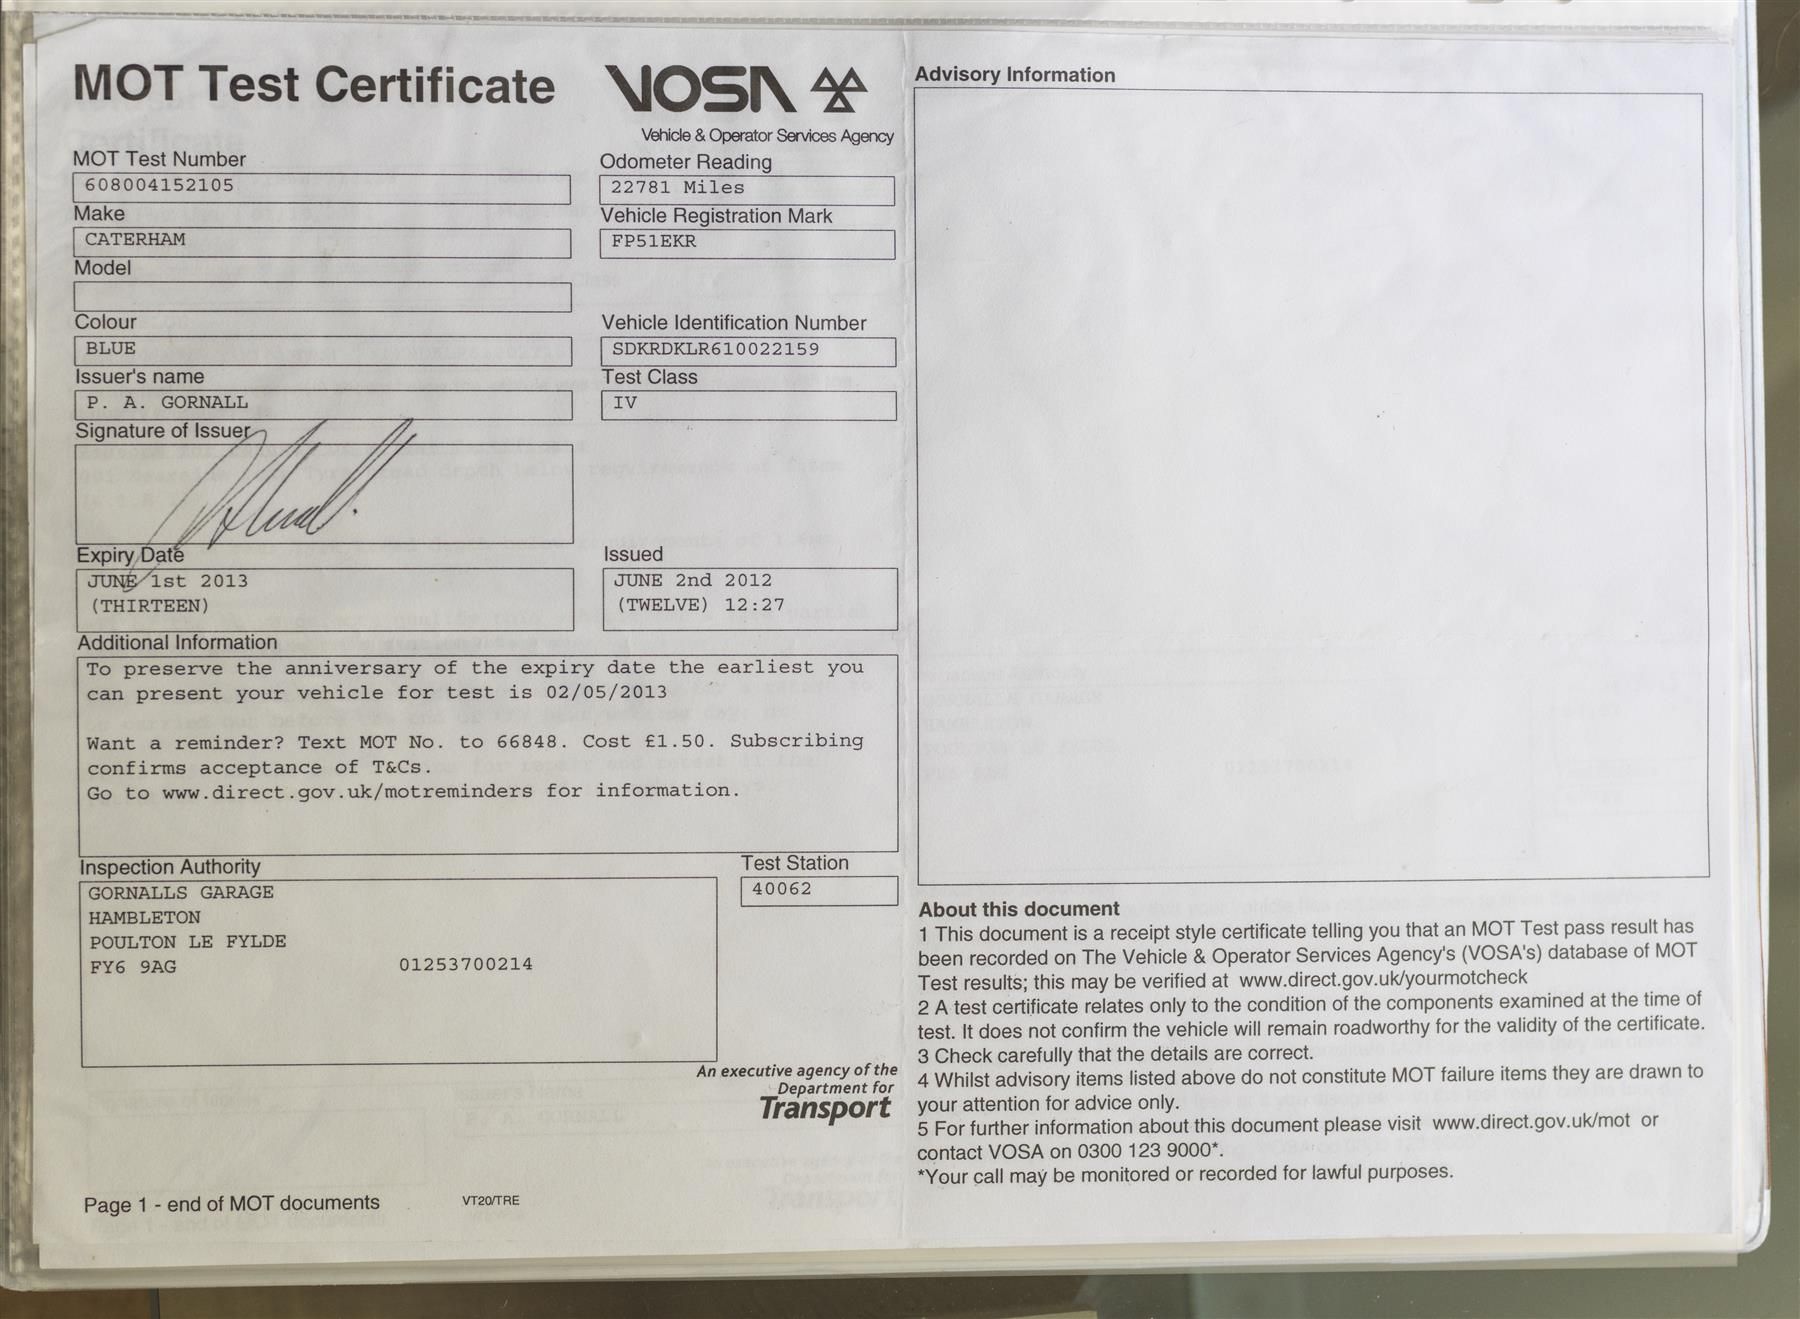 MOT Test Certificate
VOSA
Vehicle & Operator Services Agency
MOT Test Number
608004152105
Odometer Reading
22781 Miles
Make
CATERHAM
Vehicle Registration Mark
FP51EKR
Model
Colour
BLUE
Vehicle Identification Number
SDKRDKLR610022159
Issuer's name
P. A. GORNALL
Test Class
IV
Signature of Issuer
Expiry Date
JUNE 1st 2013
(THIRTEEN)
Issued
JUNE 2nd 2012
(TWELVE) 12:27
Additional Information
To preserve the anniversary of the expiry date the earliest you
can present your vehicle for test is 02/05/2013
Want a reminder? Text MOT No. to 66848. Cost £1.50. Subscribing
confirms acceptance of T&Cs.
Go to www.direct.gov.uk/motreminders for information.
Inspection Authority
GORNALLS GARAGE
HAMBLETON
POULTON LE FYLDE
FY6 9AG 01253700214
Test Station
40062
An executive agency of the
Department for
Transport
Page 1 - end of MOT documents VT20/TRE
Advisory Information
About this document
1 This document is a receipt style certificate telling you that an MOT Test pass result has
been recorded on The Vehicle & Operator Services Agency's (VOSA's) database of MOT
Test results; this may be verified at www.direct.gov.uk/yourmotcheck
2 A test certificate relates only to the condition of the components examined at the time of
test. It does not confirm the vehicle will remain roadworthy for the validity of the certificate.
3 Check carefully that the details are correct.
4 Whilst advisory items listed above do not constitute MOT failure items they are drawn to
your attention for advice only.
5 For further information about this document please visit www.direct.gov.uk/mot or
contact VOSA on 0300 123 9000*.
*Your call may be monitored or recorded for lawful purposes.